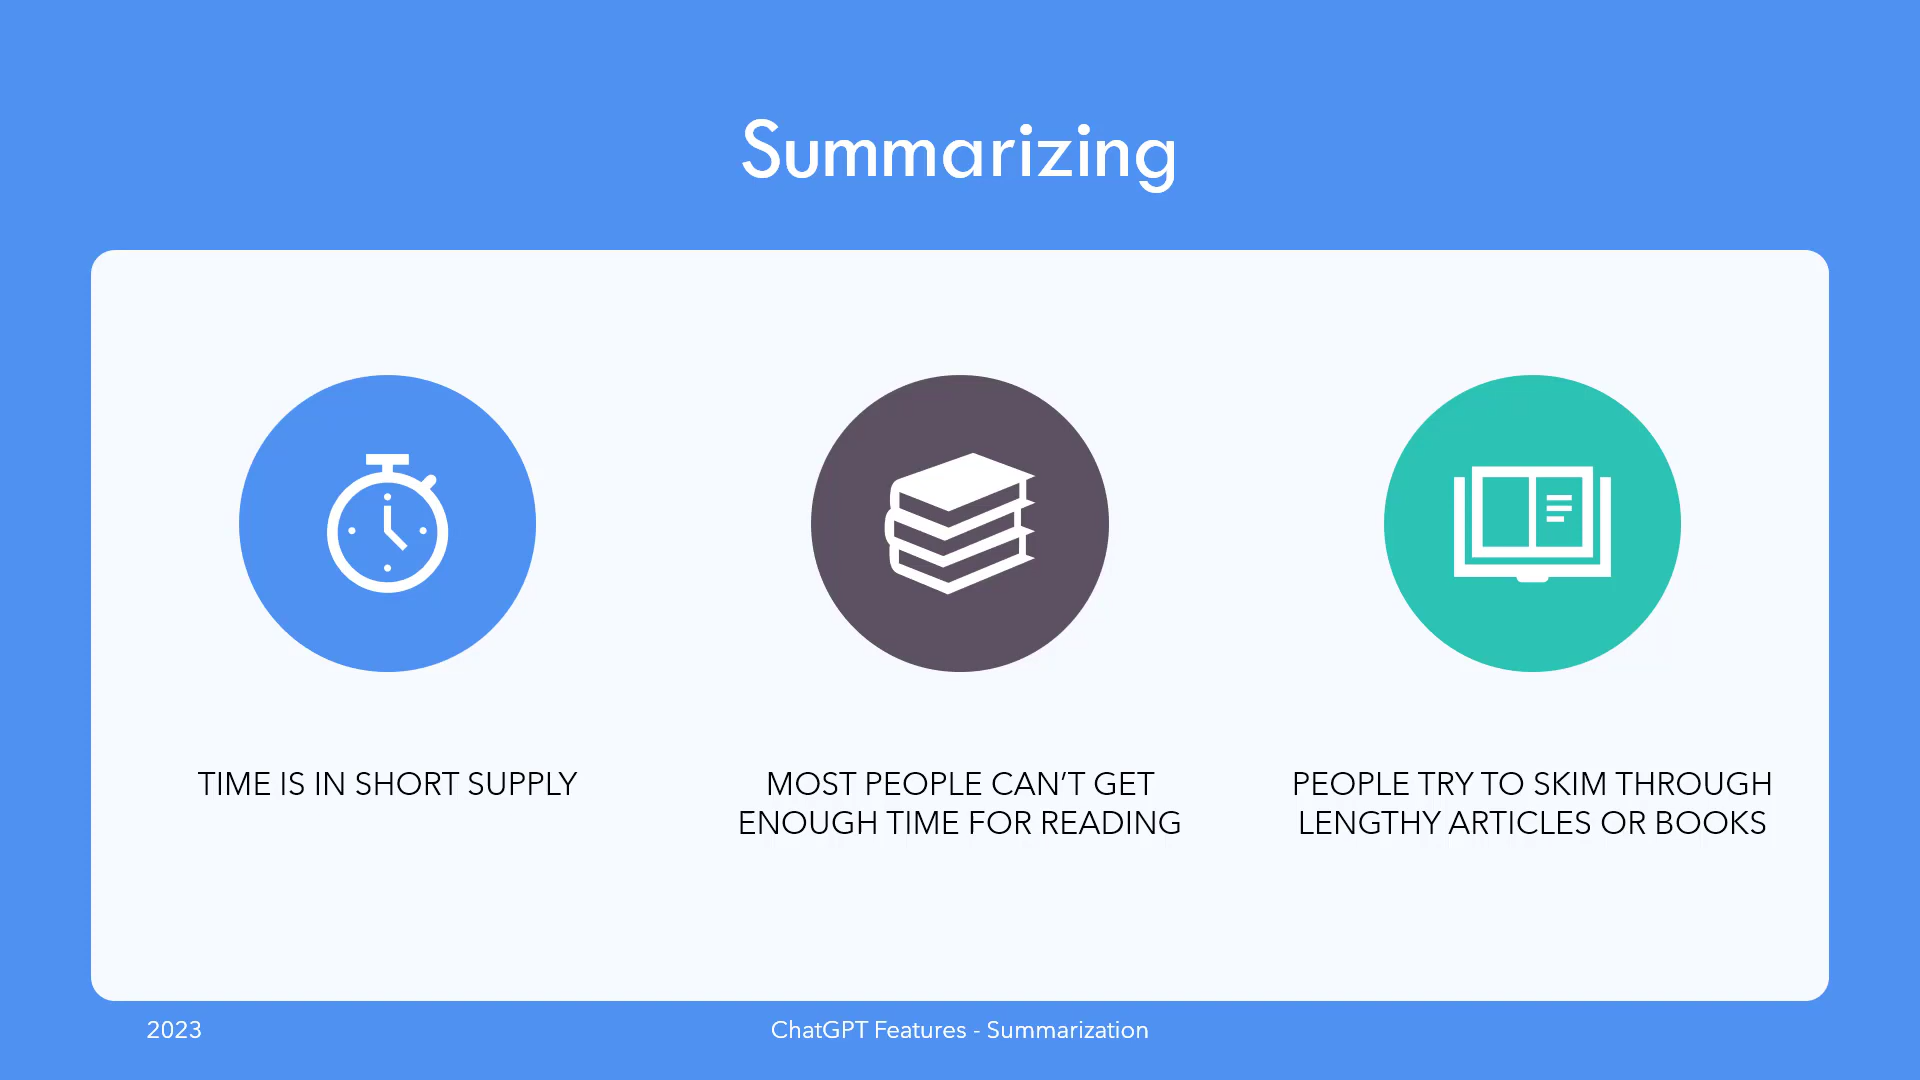 Summarizing
TIME IS IN SHORT SUPPLY
MOST PEOPLE CAN’T GET
ENOUGH TIME FOR READING
PEOPLE TRY TO SKIM THROUGH
LENGTHY ARTICLES OR BOOKS
2023
ChatGPT Features - Summarization